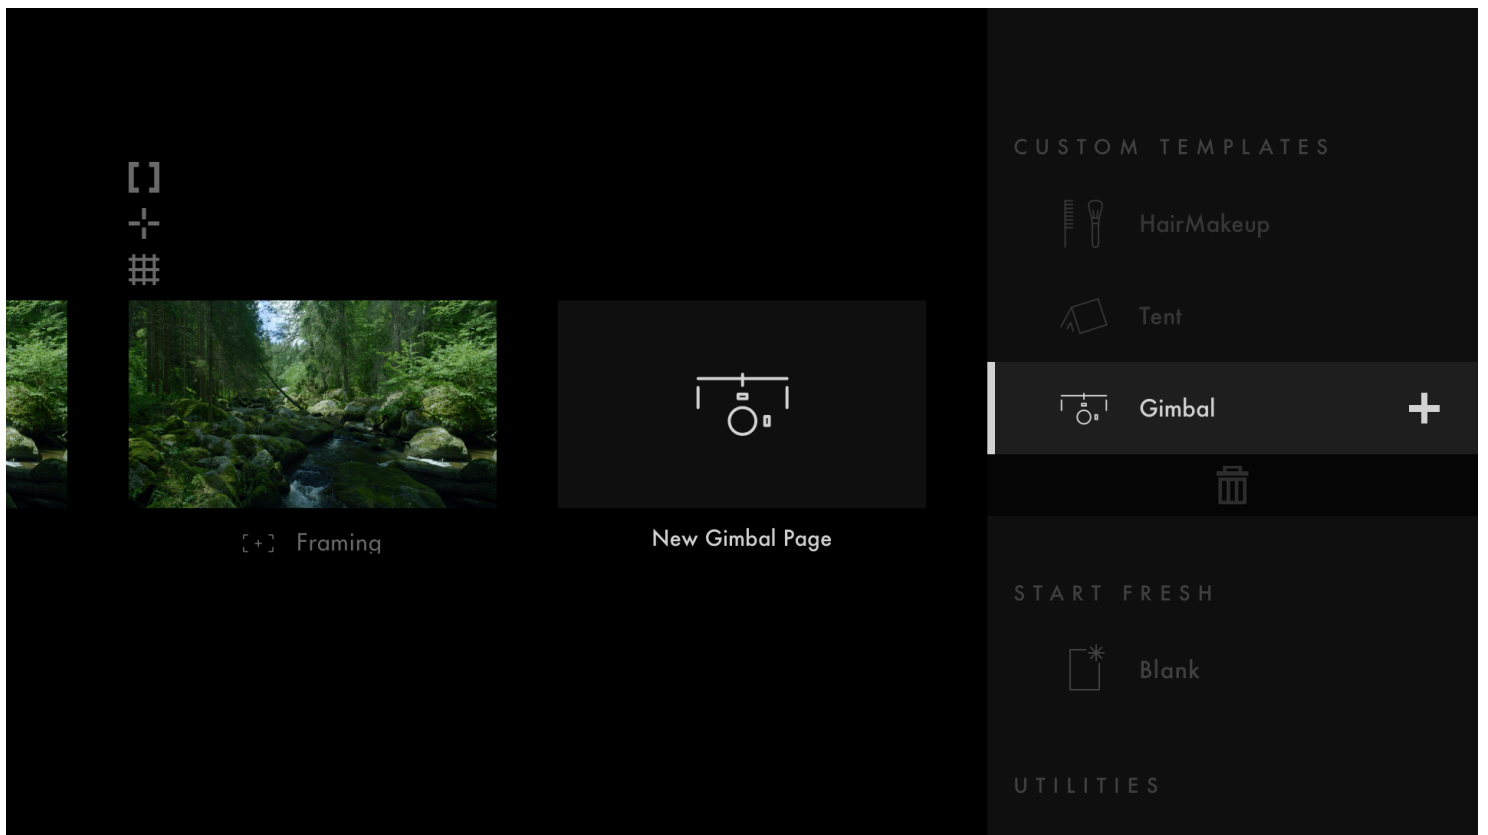 CUSTOM TEMPLATES
HairMakeup
Tent
Gimbal
Framing
New Gimbal Page
START FRESH
Blank
UTILITIES